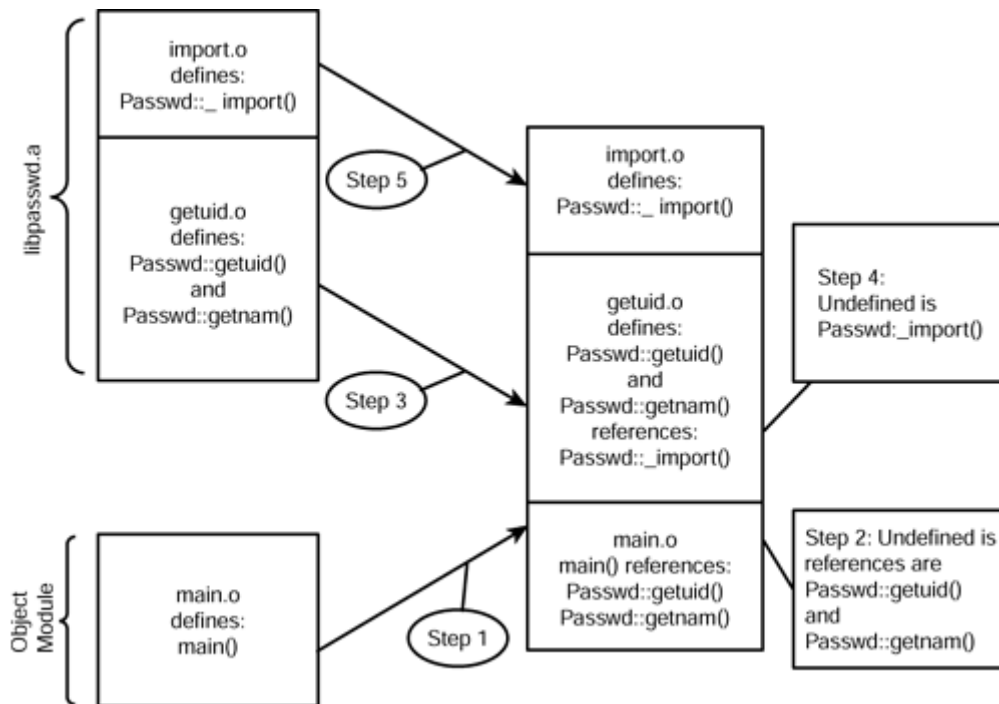 libpasswd.a
import.o
defines:
Passwd::_ import()
getuid.o
defines:
Passwd::getuid()
and
Passwd::getnam()
Step 5
Step 3
import.o
defines:
Passwd::_ import()
getuid.o
defines:
Passwd::getuid()
and
Passwd::getnam()
references:
Passwd::_import()
Step 4:
Undefined is
Passwd:_import()
Object
Module
main.o
defines:
main()
Step 1
main.o
main() references:
Passwd::getuid()
Passwd::getnam()
Step 2: Undefined is
references are
Passwd::getuid()
and
Passwd::getnam()